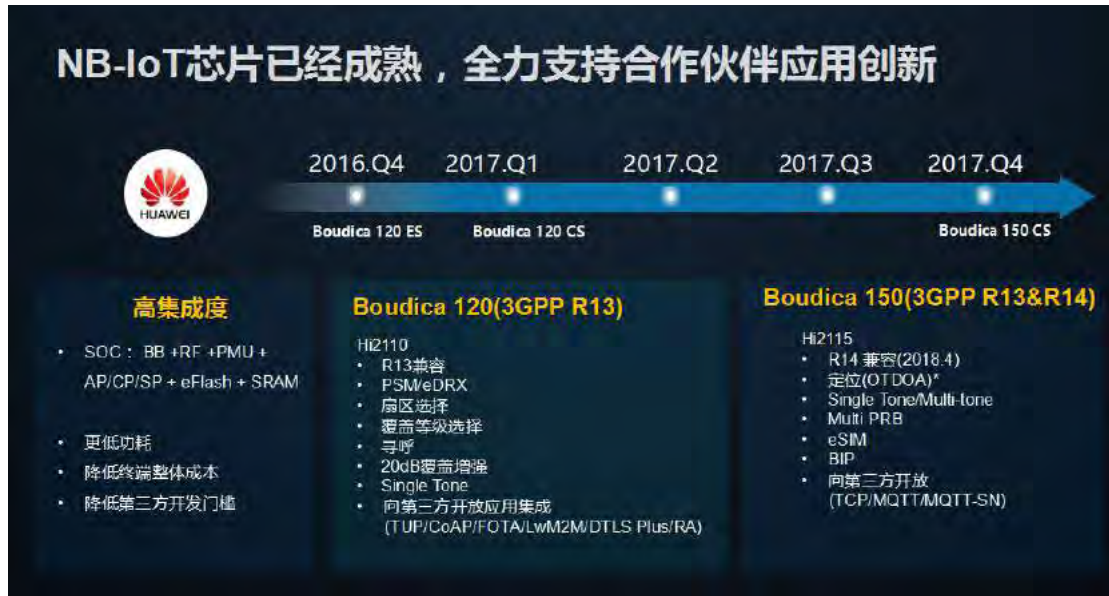 NB-IoT芯片已经成熟，全力支持合作伙伴应用创新
HUAWEI
2016.Q4
2017.Q1
2017.Q2
2017.Q3
2017.Q4
Boudica 120 ES
Boudica 120 CS
Boudica 150 CS
高集成度
• SOC： BB +RF +PMU +
AP/CP/SP + eFlash + SRAM
• 更低功耗
• 降低终端整体成本
• 降低第三方开发门槛
Boudica 120(3GPP R13)
Hi2110
• R13兼容
• PSM/eDRX
• 扇区选择
• 覆盖等级选择
• 寻呼
• 20dB覆盖增强
• Single Tone
• 向第三方开放应用集成
(TUP/CoAP/FOTA/LwM2M/DTLS Plus/RA)
Boudica 150(3GPP R13&R14)
Hi2115
• R14 兼容(2018.4)
• 定位(OTDOA)*
• Single Tone/Multi-tone
• Multi PRB
• eSIM
• BIP
• 向第三方开放
(TCP/MQTT/MQTT-SN)